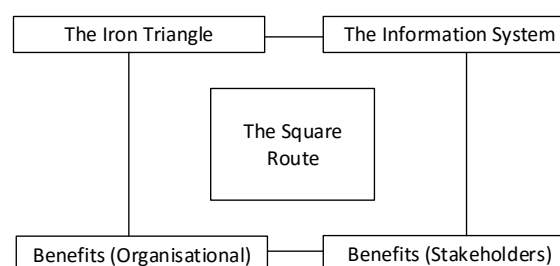 The Iron Triangle
The Information System
The Square
Route
Benefits (Organisational)
Benefits (Stakeholders)